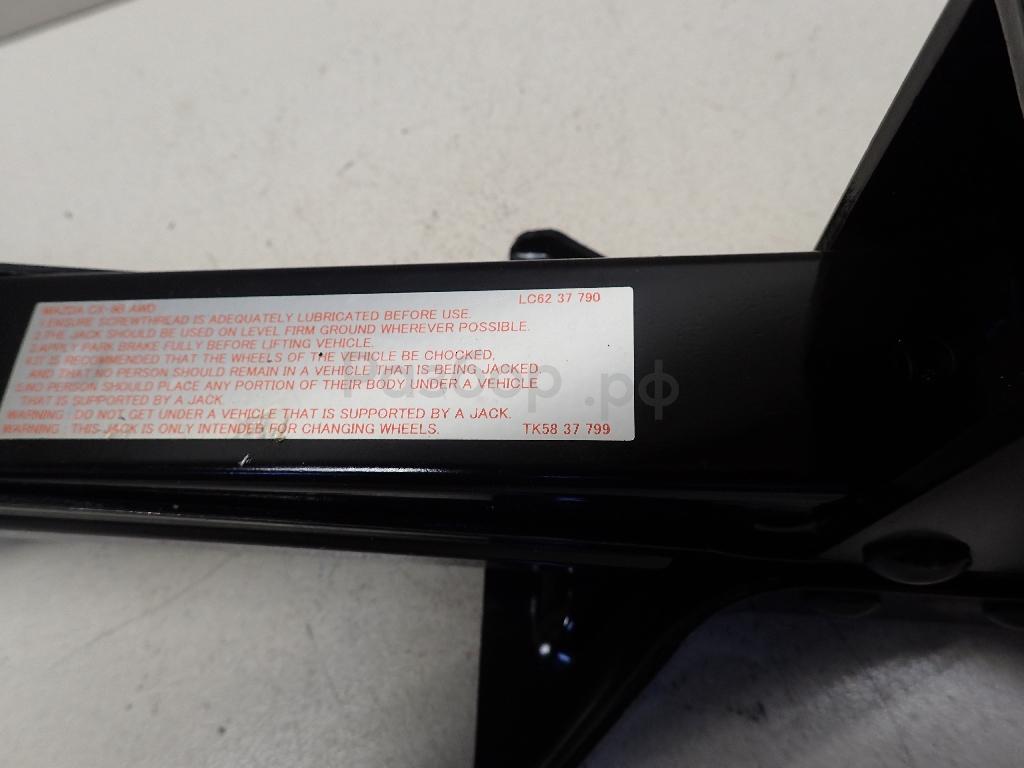 MAZDA CX-9B AWD LC62 37 790
1.ENSURE SCREWTHREAD IS ADEQUATELY LUBRICATED BEFORE USE.
2.THE JACK SHOULD BE USED ON LEVEL FIRM GROUND WHEREVER POSSIBLE.
3.APPLY PARK BRAKE FULLY BEFORE LIFTING VEHICLE.
4.IT IS RECOMMENDED THAT THE WHEELS OF THE VEHICLE BE CHOCKED,
AND THAT NO PERSON SHOULD REMAIN IN A VEHICLE THAT IS BEING JACKED.
5.NO PERSON SHOULD PLACE ANY PORTION OF THEIR BODY UNDER A VEHICLE
THAT IS SUPPORTED BY A JACK
WARNING : DO NOT GET UNDER A VEHICLE THAT IS SUPPORTED BY A JACK.
WARNING : THIS JACK IS ONLY INTENDED FOR CHANGING WHEELS. TK58 37 799
Разбор.рф